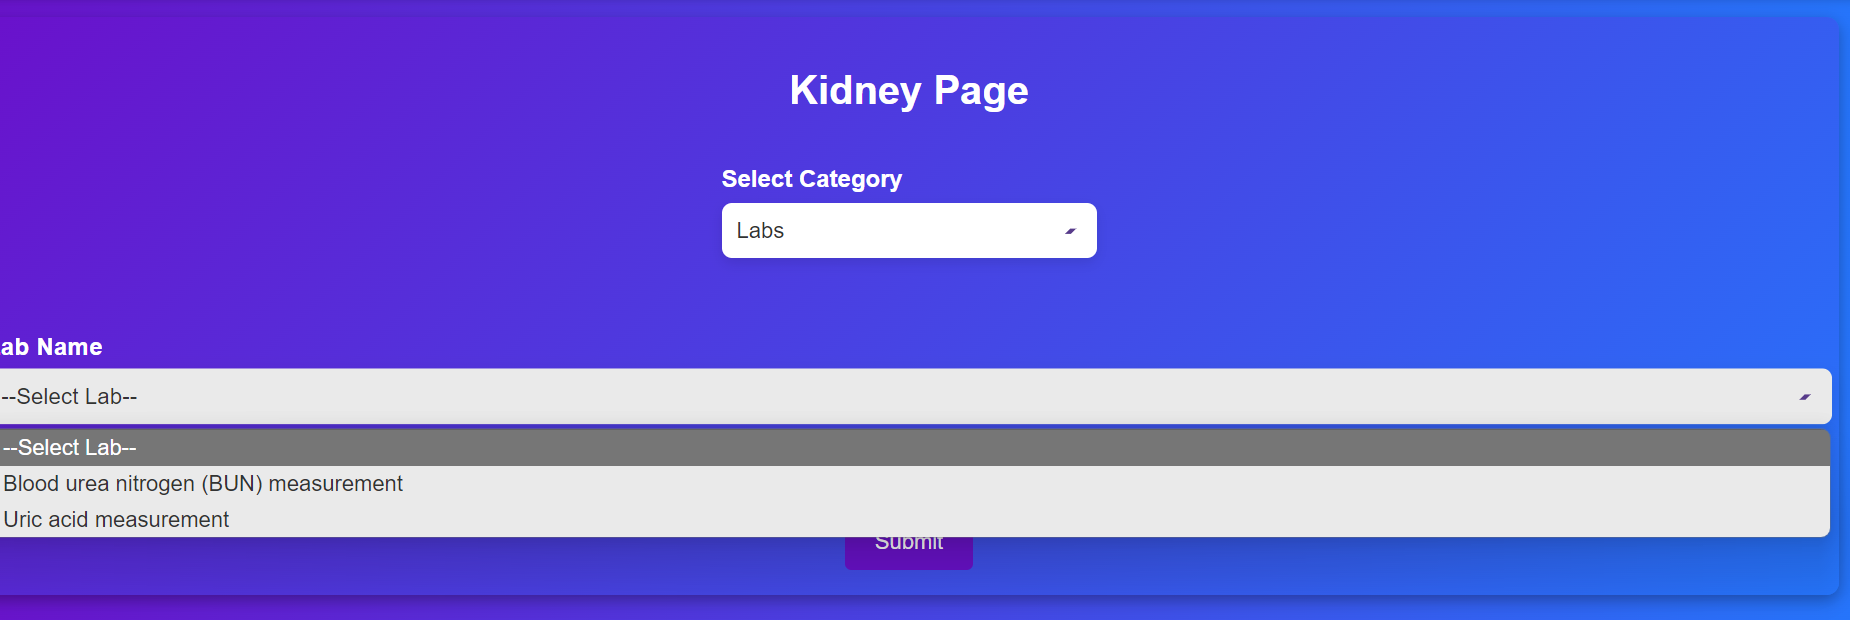 Kidney Page
Select Category
Labs
ab Name
--Select Lab--
--Select Lab--
Blood urea nitrogen (BUN) measurement
Uric acid measurement
Submit